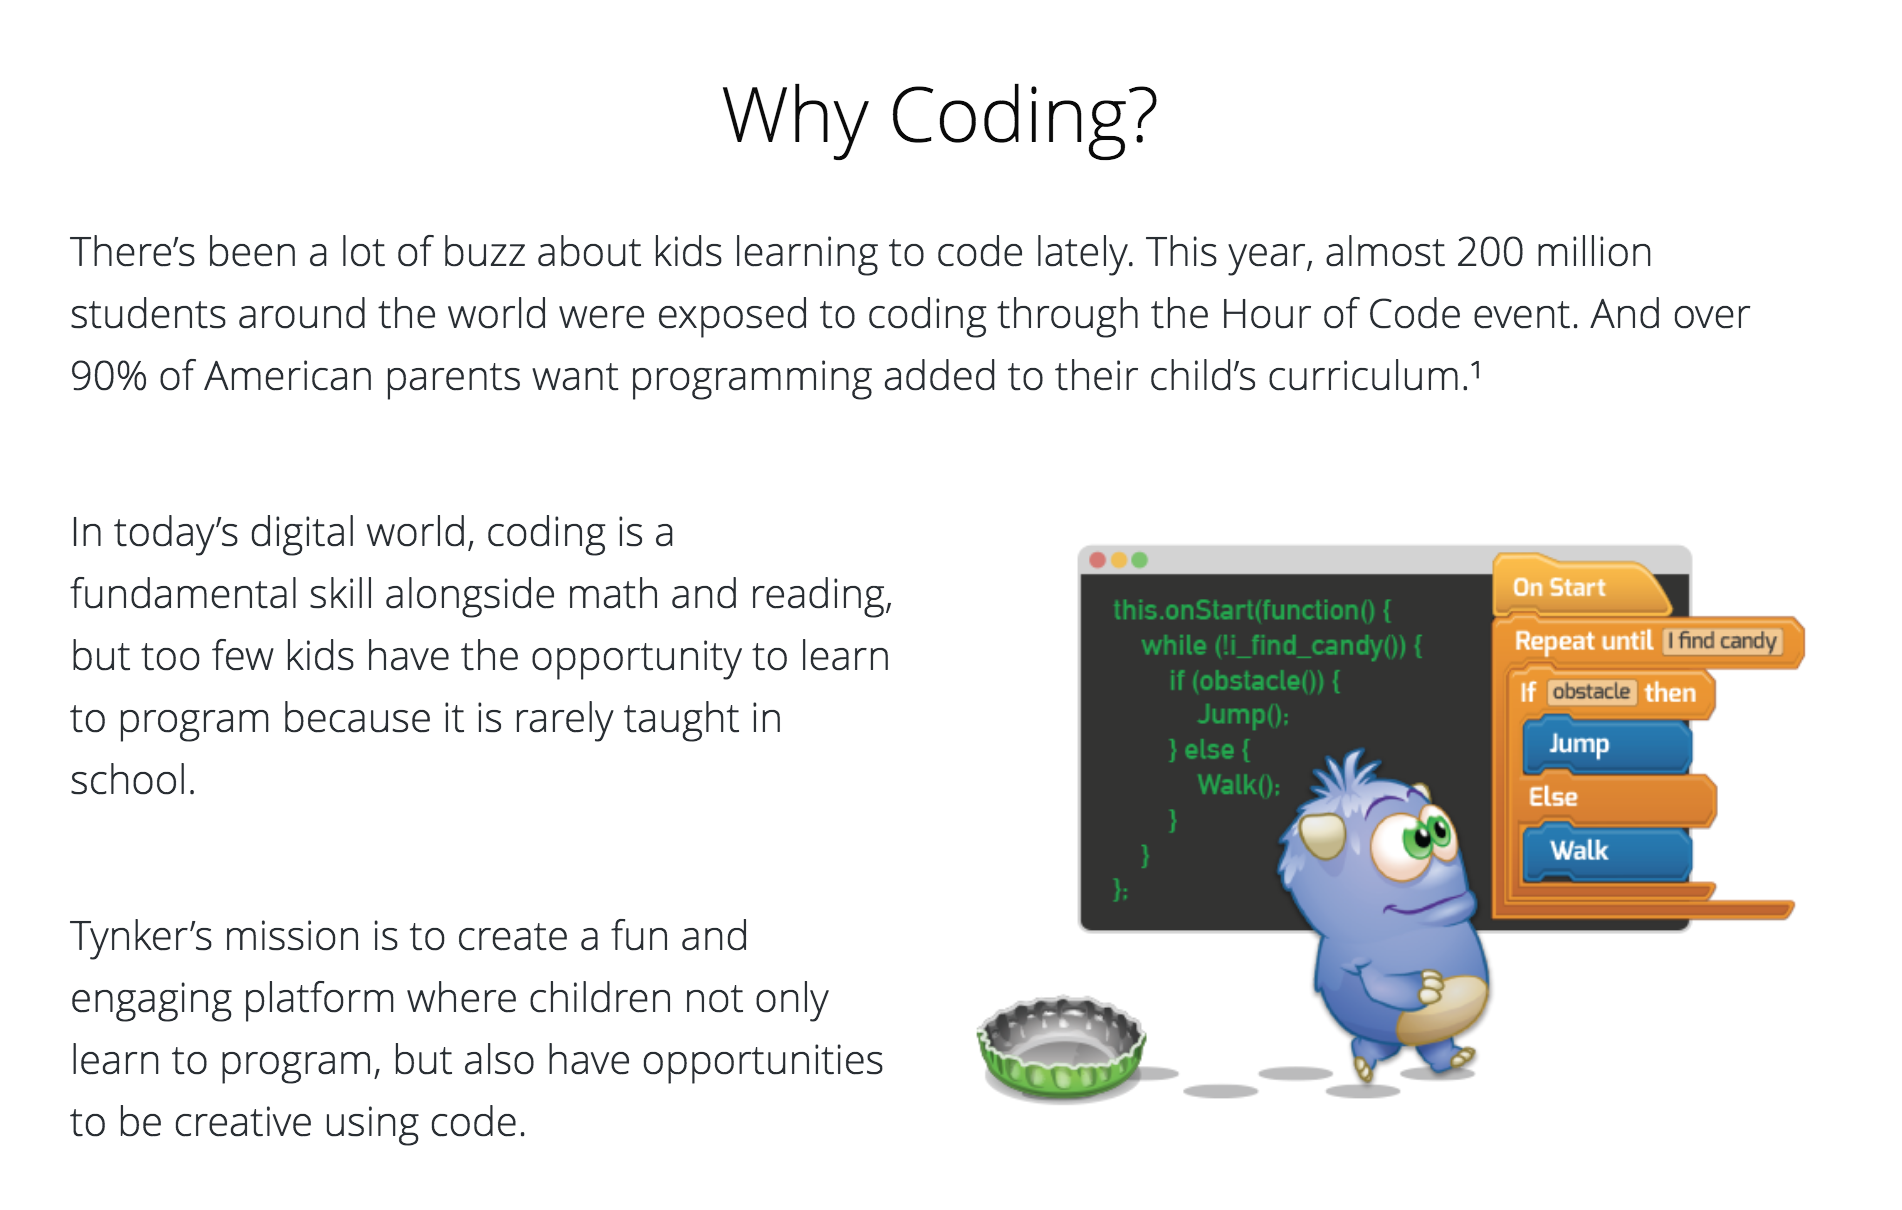 Why Coding?
There’s been a lot of buzz about kids learning to code lately. This year, almost 200 million
students around the world were exposed to coding through the Hour of Code event. And over
90% of American parents want programming added to their child’s curriculum.¹
In today’s digital world, coding is a
fundamental skill alongside math and reading,
but too few kids have the opportunity to learn
to program because it is rarely taught in
school.
Tynker’s mission is to create a fun and
engaging platform where children not only
learn to program, but also have opportunities
to be creative using code.
this.onStart(function() {
while (!i_find_candy()) {
if (obstacle()) {
Jump();
} else {
Walk();
}
}
};
On Start
Repeat until I find candy
If obstacle then
Jump
Else
Walk